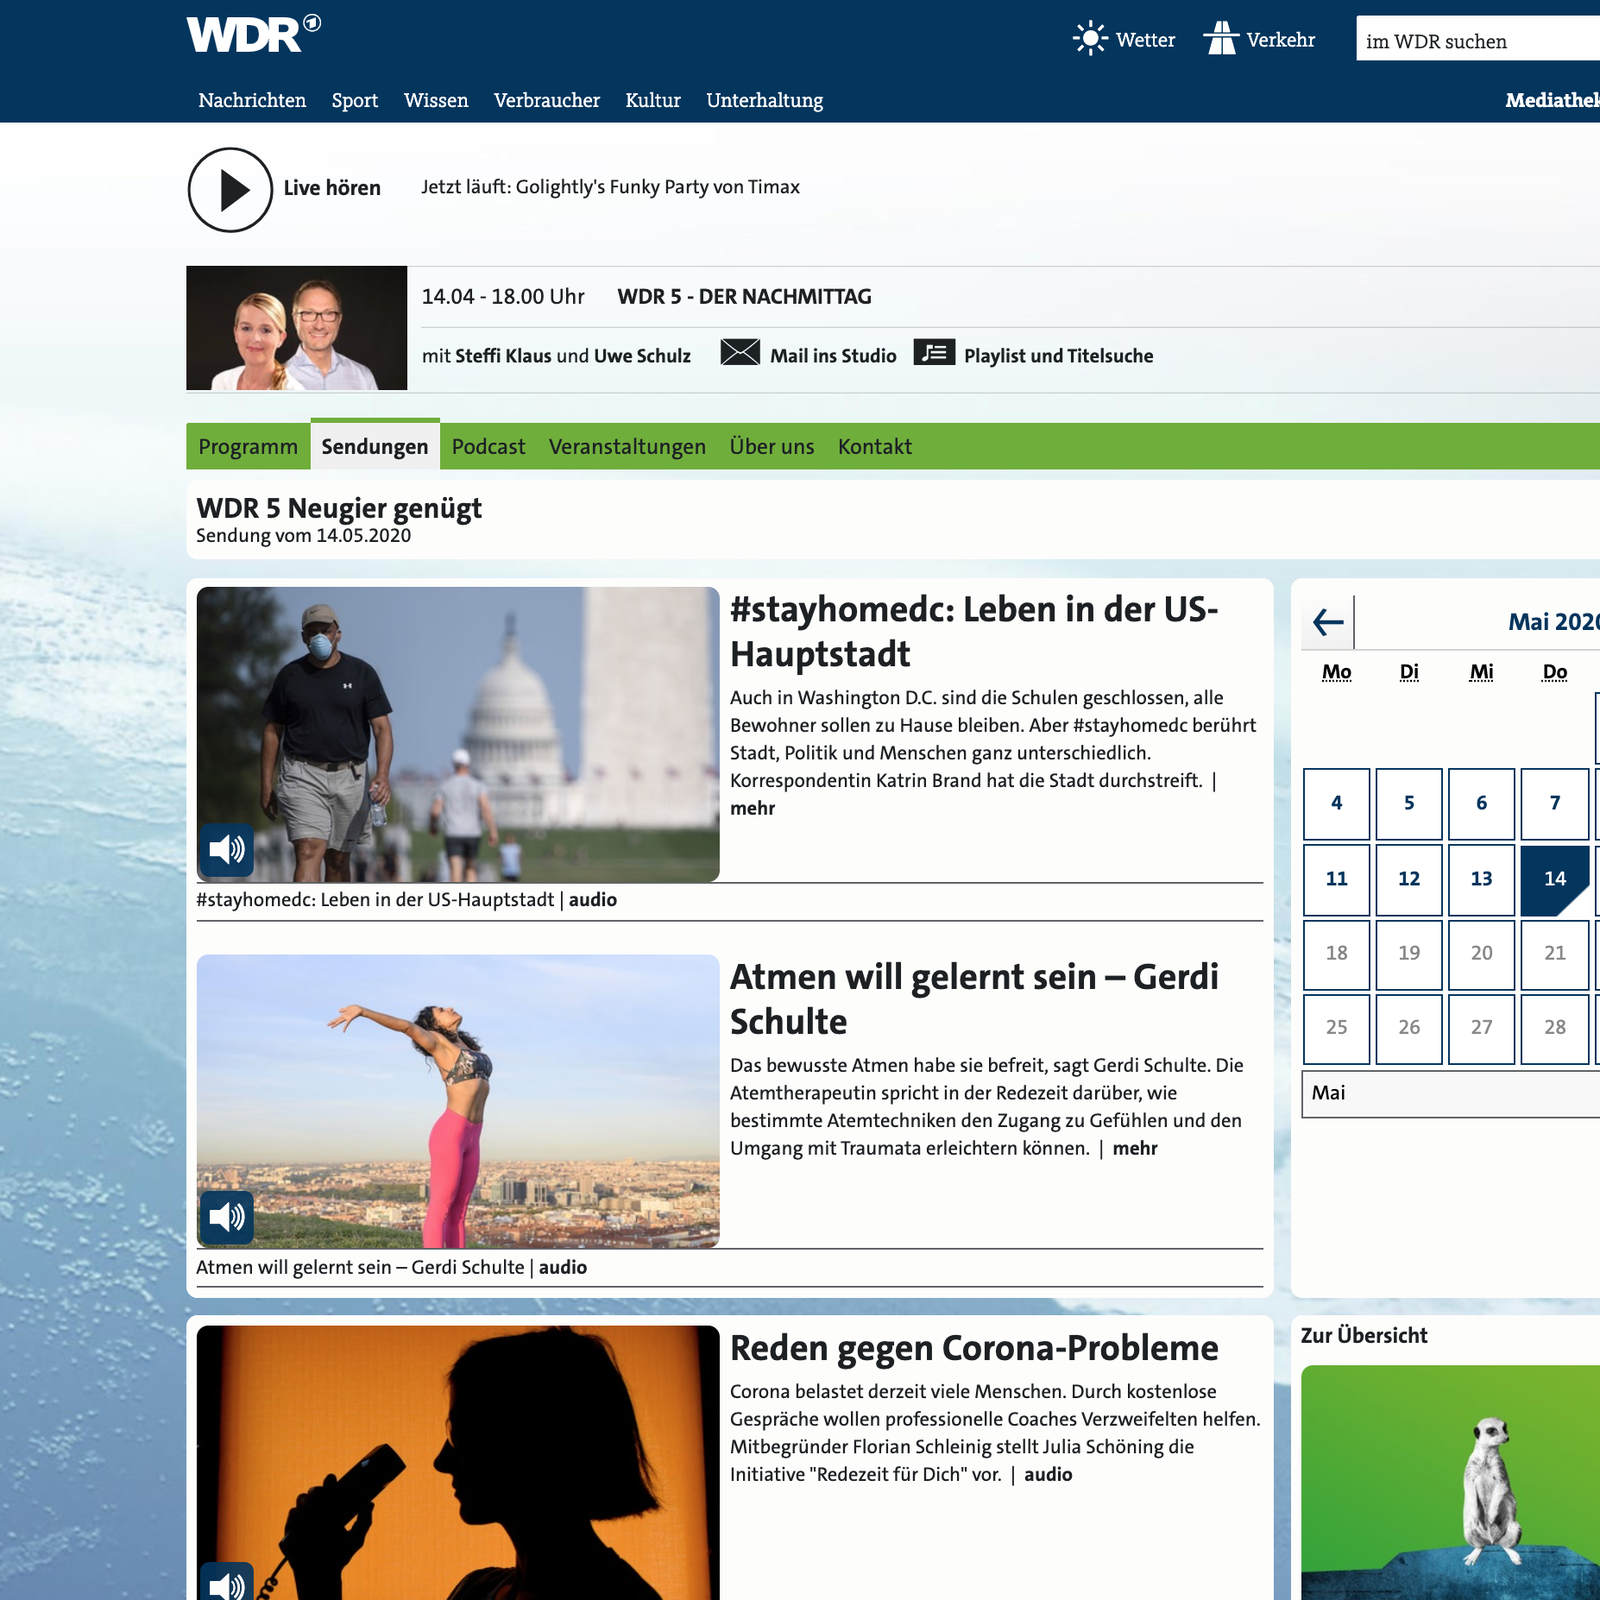 WDR
Wetter
Verkehr
im WDR suchen
Nachrichten Sport Wissen Verbraucher Kultur Unterhaltung
Live hören
Jetzt läuft: Golightly's Funky Party von Timax
14.04 - 18.00 Uhr WDR 5 - DER NACHMITTAG
mit Steffi Klaus und Uwe Schulz Mail ins Studio Playlist und Titelsuche
Programm Sendungen Podcast Veranstaltungen Über uns Kontakt
WDR 5 Neugier genügt
Sendung vom 14.05.2020
#stayhomedc: Leben in der US-
Hauptstadt
Auch in Washington D.C. sind die Schulen geschlossen, alle
Bewohner sollen zu Hause bleiben. Aber #stayhomedc berührt
Stadt, Politik und Menschen ganz unterschiedlich.
Korrespondentin Katrin Brand hat die Stadt durchstreift. |
mehr
#stayhomedc: Leben in der US-Hauptstadt | audio
Atmen will gelernt sein – Gerdi
Schulte
Das bewusste Atmen habe sie befreit, sagt Gerdi Schulte. Die
Atemtherapeutin spricht in der Redezeit darüber, wie
bestimmte Atemtechniken den Zugang zu Gefühlen und den
Umgang mit Traumata erleichtern können. | mehr
Atmen will gelernt sein – Gerdi Schulte | audio
Reden gegen Corona-Probleme
Corona belastet derzeit viele Menschen. Durch kostenlose
Gespräche wollen professionelle Coaches Verzweifelten helfen.
Mitbegründer Florian Schleinig stellt Julia Schöning die
Initiative "Redezeit für Dich" vor. | audio
Mai
Mo Di Mi Do
4 5 6 7
11 12 13 14
18 19 20 21
25 26 27 28
Mai
Zur Übersicht